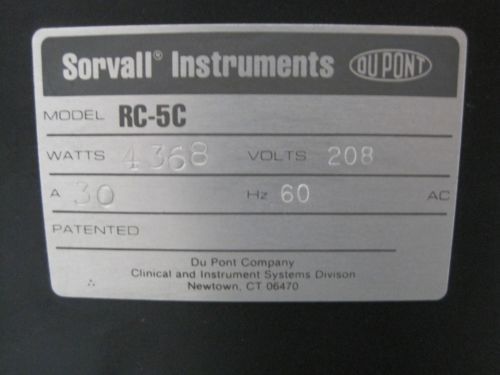 Sorvall® Instruments DU PONT
MODEL RC-5C
WATTS 4368 VOLTS 208
A 30 Hz 60 AC
PATENTED
Du Pont Company
Clinical and Instrument Systems Divison
Newtown, CT 06470